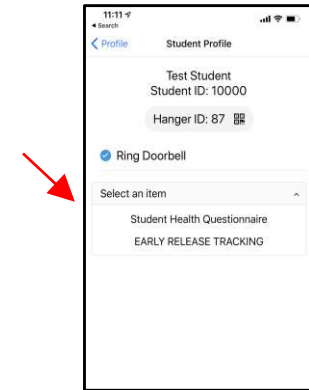 11:11
Search
Profile
Student Profile
Test Student
Student ID: 10000
Hanger ID: 87
Ring Doorbell
Select an item
Student Health Questionnaire
EARLY RELEASE TRACKING